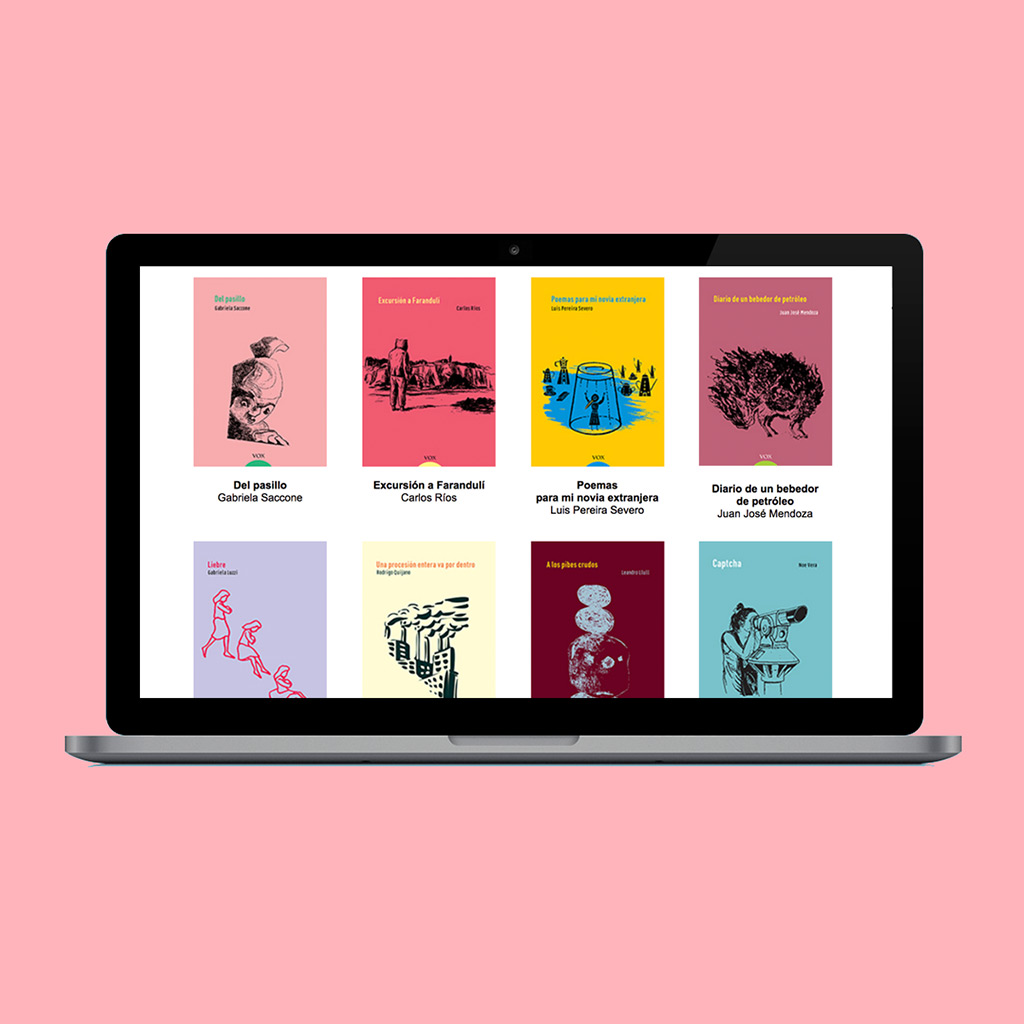 Del pasillo
Gabriela Saccone
VOX
Excursión a Farandulí
Carlos Ríos
VOX
Poemas para mi novia extranjera
Luis Pereira Severo
VOX
Diario de un bebedor de petróleo
Juan José Mendoza
VOX
Del pasillo
Gabriela Saccone
Excursión a Farandulí
Carlos Ríos
Poemas
para mi novia extranjera
Luis Pereira Severo
Diario de un bebedor
de petróleo
Juan José Mendoza
Liebre
Gabriela Luzzi
Una procesión entera va por dentro
Rodrigo Quijano
A los pibes crudos
Leandro Llull
Captcha
Noe Vera